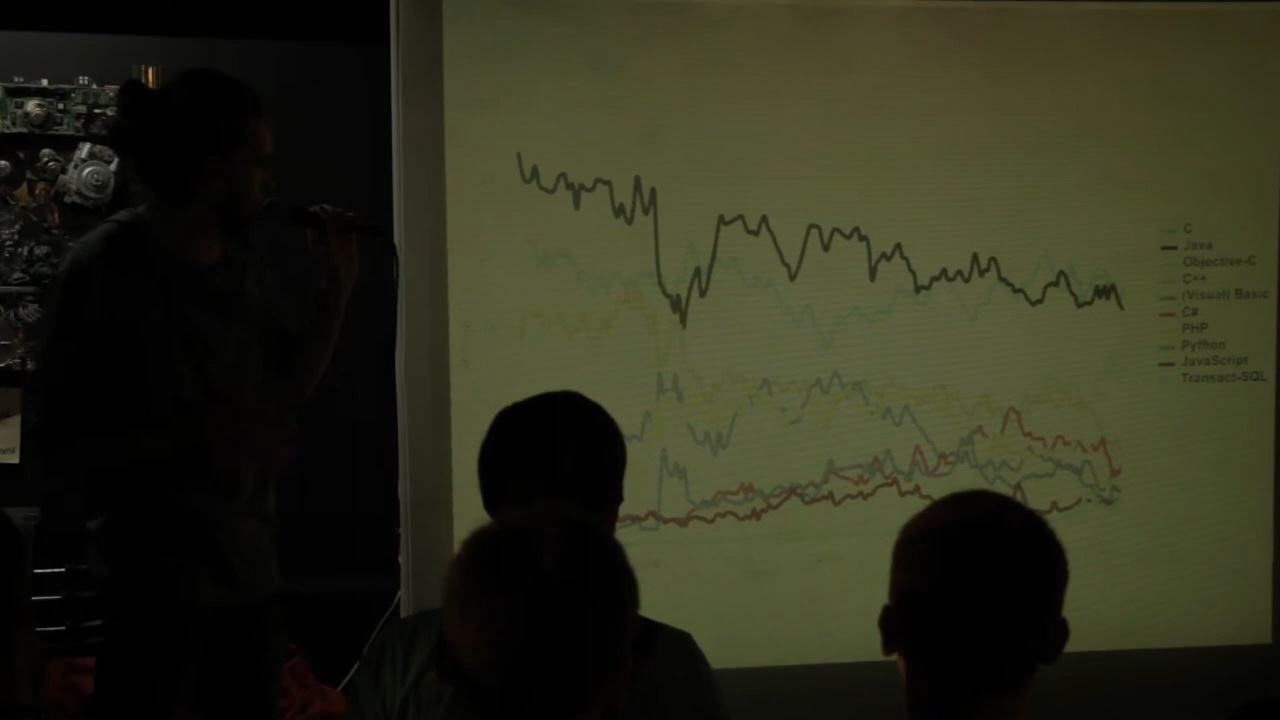 C
Java
Objective-C
C++
(Visual) Basic
C#
PHP
Python
JavaScript
Transact-SQL